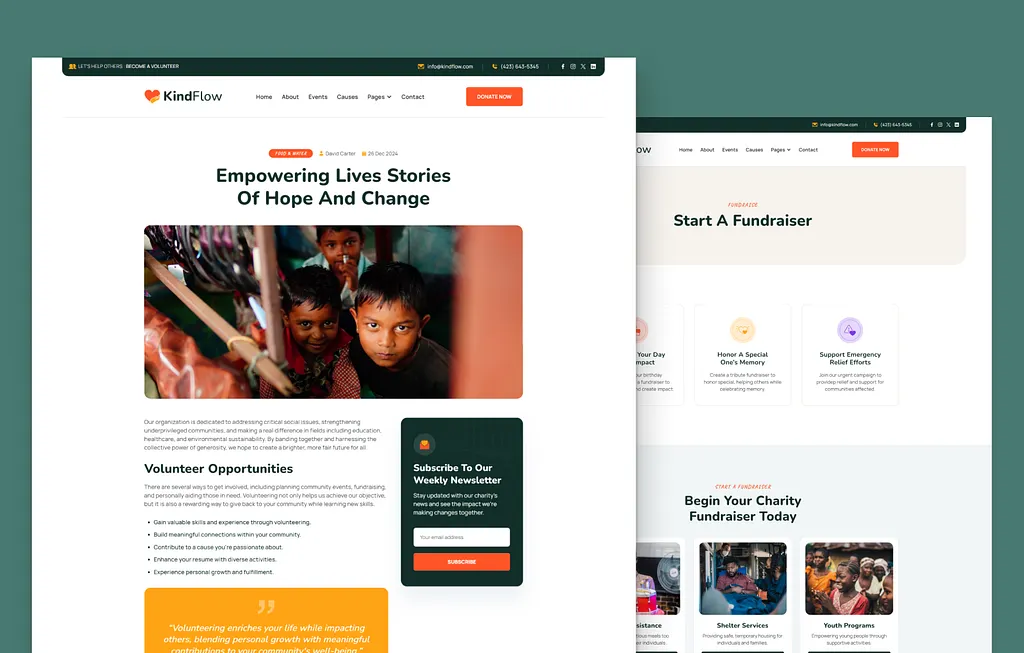 LET'S HELP OTHERS : BECOME A VOLUNTEER
info@kindflow.com
(423) 643-5345
KindFlow
Home
About
Events
Causes
Pages
Contact
DONATE NOW
FOOD & WATER
David Carter
26 Dec 2024
Empowering Lives Stories
Of Hope And Change
Our organization is dedicated to addressing critical social issues, strengthening
underprivileged communities, and making a real difference in fields including education,
healthcare, and environmental sustainability. By banding together and harnessing the
collective power of generosity, we hope to create a brighter, more fair future for all
Volunteer Opportunities
There are several ways to get involved, including planning community events, fundraising,
and personally aiding those in need. Volunteering not only helps us achieve our objective,
but it is also a rewarding way to give back to your community while learning new skills.
• Gain valuable skills and experience through volunteering.
• Build meaningful connections within your community.
• Contribute to a cause you're passionate about.
• Enhance your resume with diverse activities.
• Experience personal growth and fulfillment.
"Volunteering enriches your life while impacting
others, blending personal growth with meaningful
contributions to your community's well-being."
Subscribe To Our
Weekly Newsletter
Stay updated with our charity's
news and see the impact we're
making changes together.
Your email address
SUBSCRIBE
info@kindflow.com
(423) 643-5345
ow
Home
About
Events
Causes
Pages
Contact
DONATE NOW
FUNDRAISE
Start A Fundraiser
Your Day
mpact
ur birthday
a fundraiser to
nd create impact.
Honor A Special
One's Memory
Create a tribute fundraiser to
honor special, helping others while
celebrating memory.
Support Emergency
Relief Efforts
Join our urgent campaign to
provided relief and support for
communities affected.
START A FUNDRAISER
Begin Your Charity
Fundraiser Today
sistance
rious meals too
er individuals.
Shelter Services
Providing safe, temporary housing for
individuals and families.
Youth Programs
Empowering young people through
supportive activities.